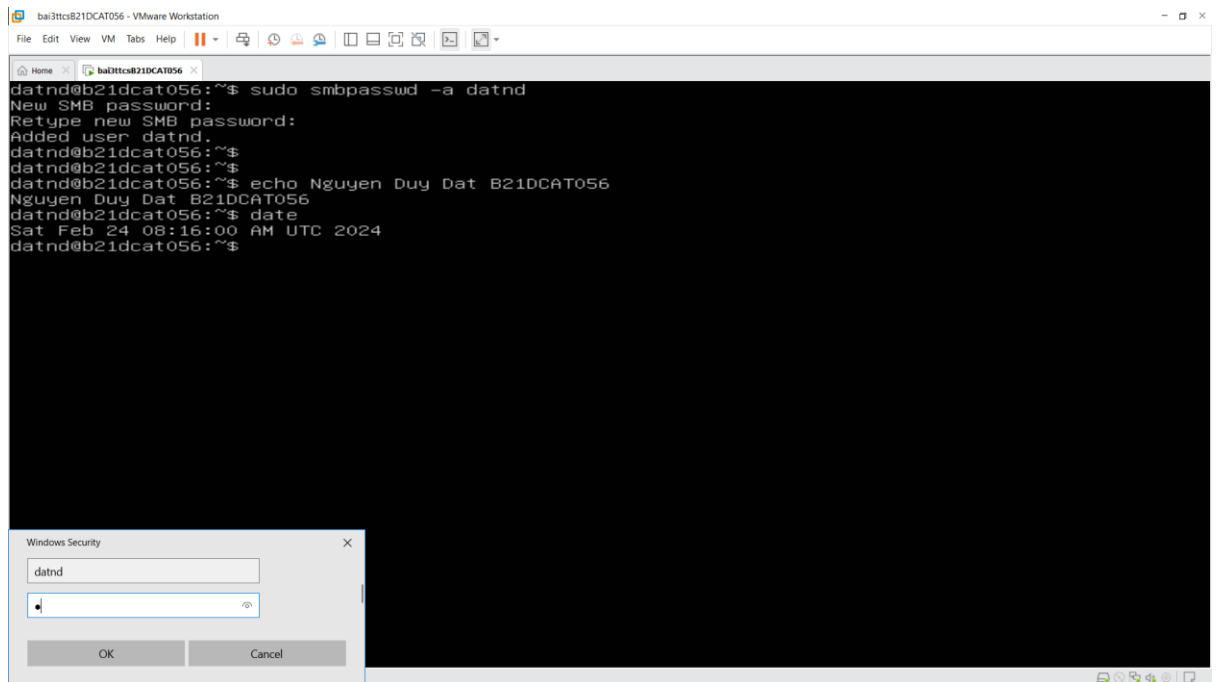 bai3ttcsB21DCAT056 - VMware Workstation
File Edit View VM Tabs Help
Home bai3ttcsB21DCAT056
datnd@b21dcat056:~$ sudo smbpasswd -a datnd
New SMB password:
Retype new SMB password:
Added user datnd.
datnd@b21dcat056:~$
datnd@b21dcat056:~$
datnd@b21dcat056:~$ echo Nguyen Duy Dat B21DCAT056
Nguyen Duy Dat B21DCAT056
datnd@b21dcat056:~$ date
Sat Feb 24 08:16:00 AM UTC 2024
datnd@b21dcat056:~$
Windows Security
datnd
OK Cancel